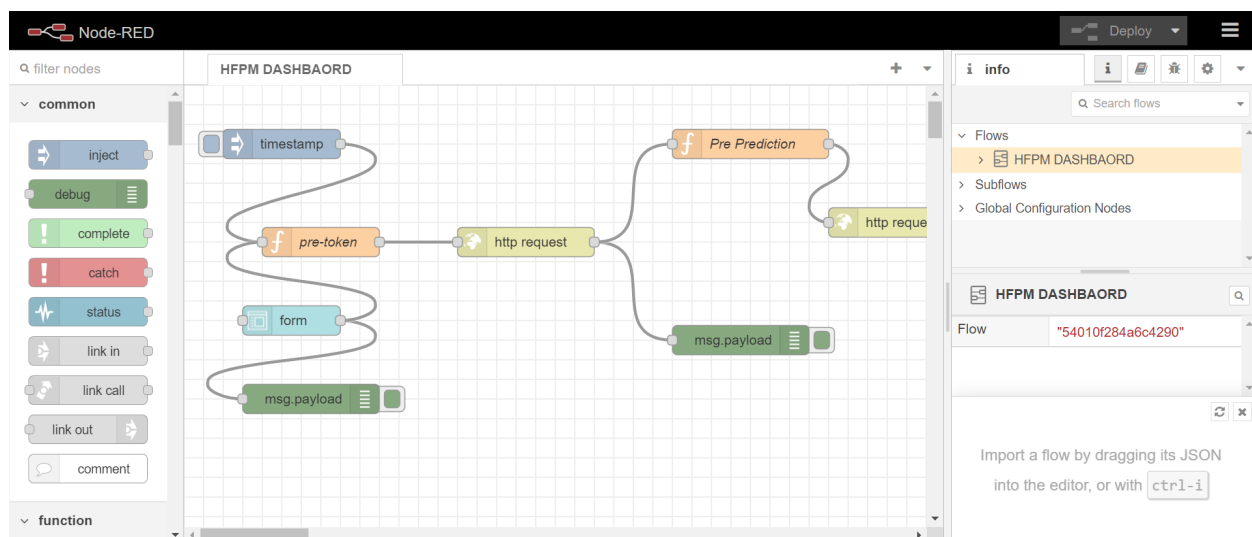 Node-RED
Deploy
filter nodes
HFPM DASHBAORD
info
i
common
Search flows
inject
debug
complete
catch
status
link in
link call
link out
comment
function
timestamp
pre-token
form
msg.payload
http request
Pre Prediction
http reque
msg.payload
Flows
HFPM DASHBAORD
Subflows
Global Configuration Nodes
HFPM DASHBAORD
Flow "54010f284a6c4290"
Import a flow by dragging its JSON
into the editor, or with ctrl-i